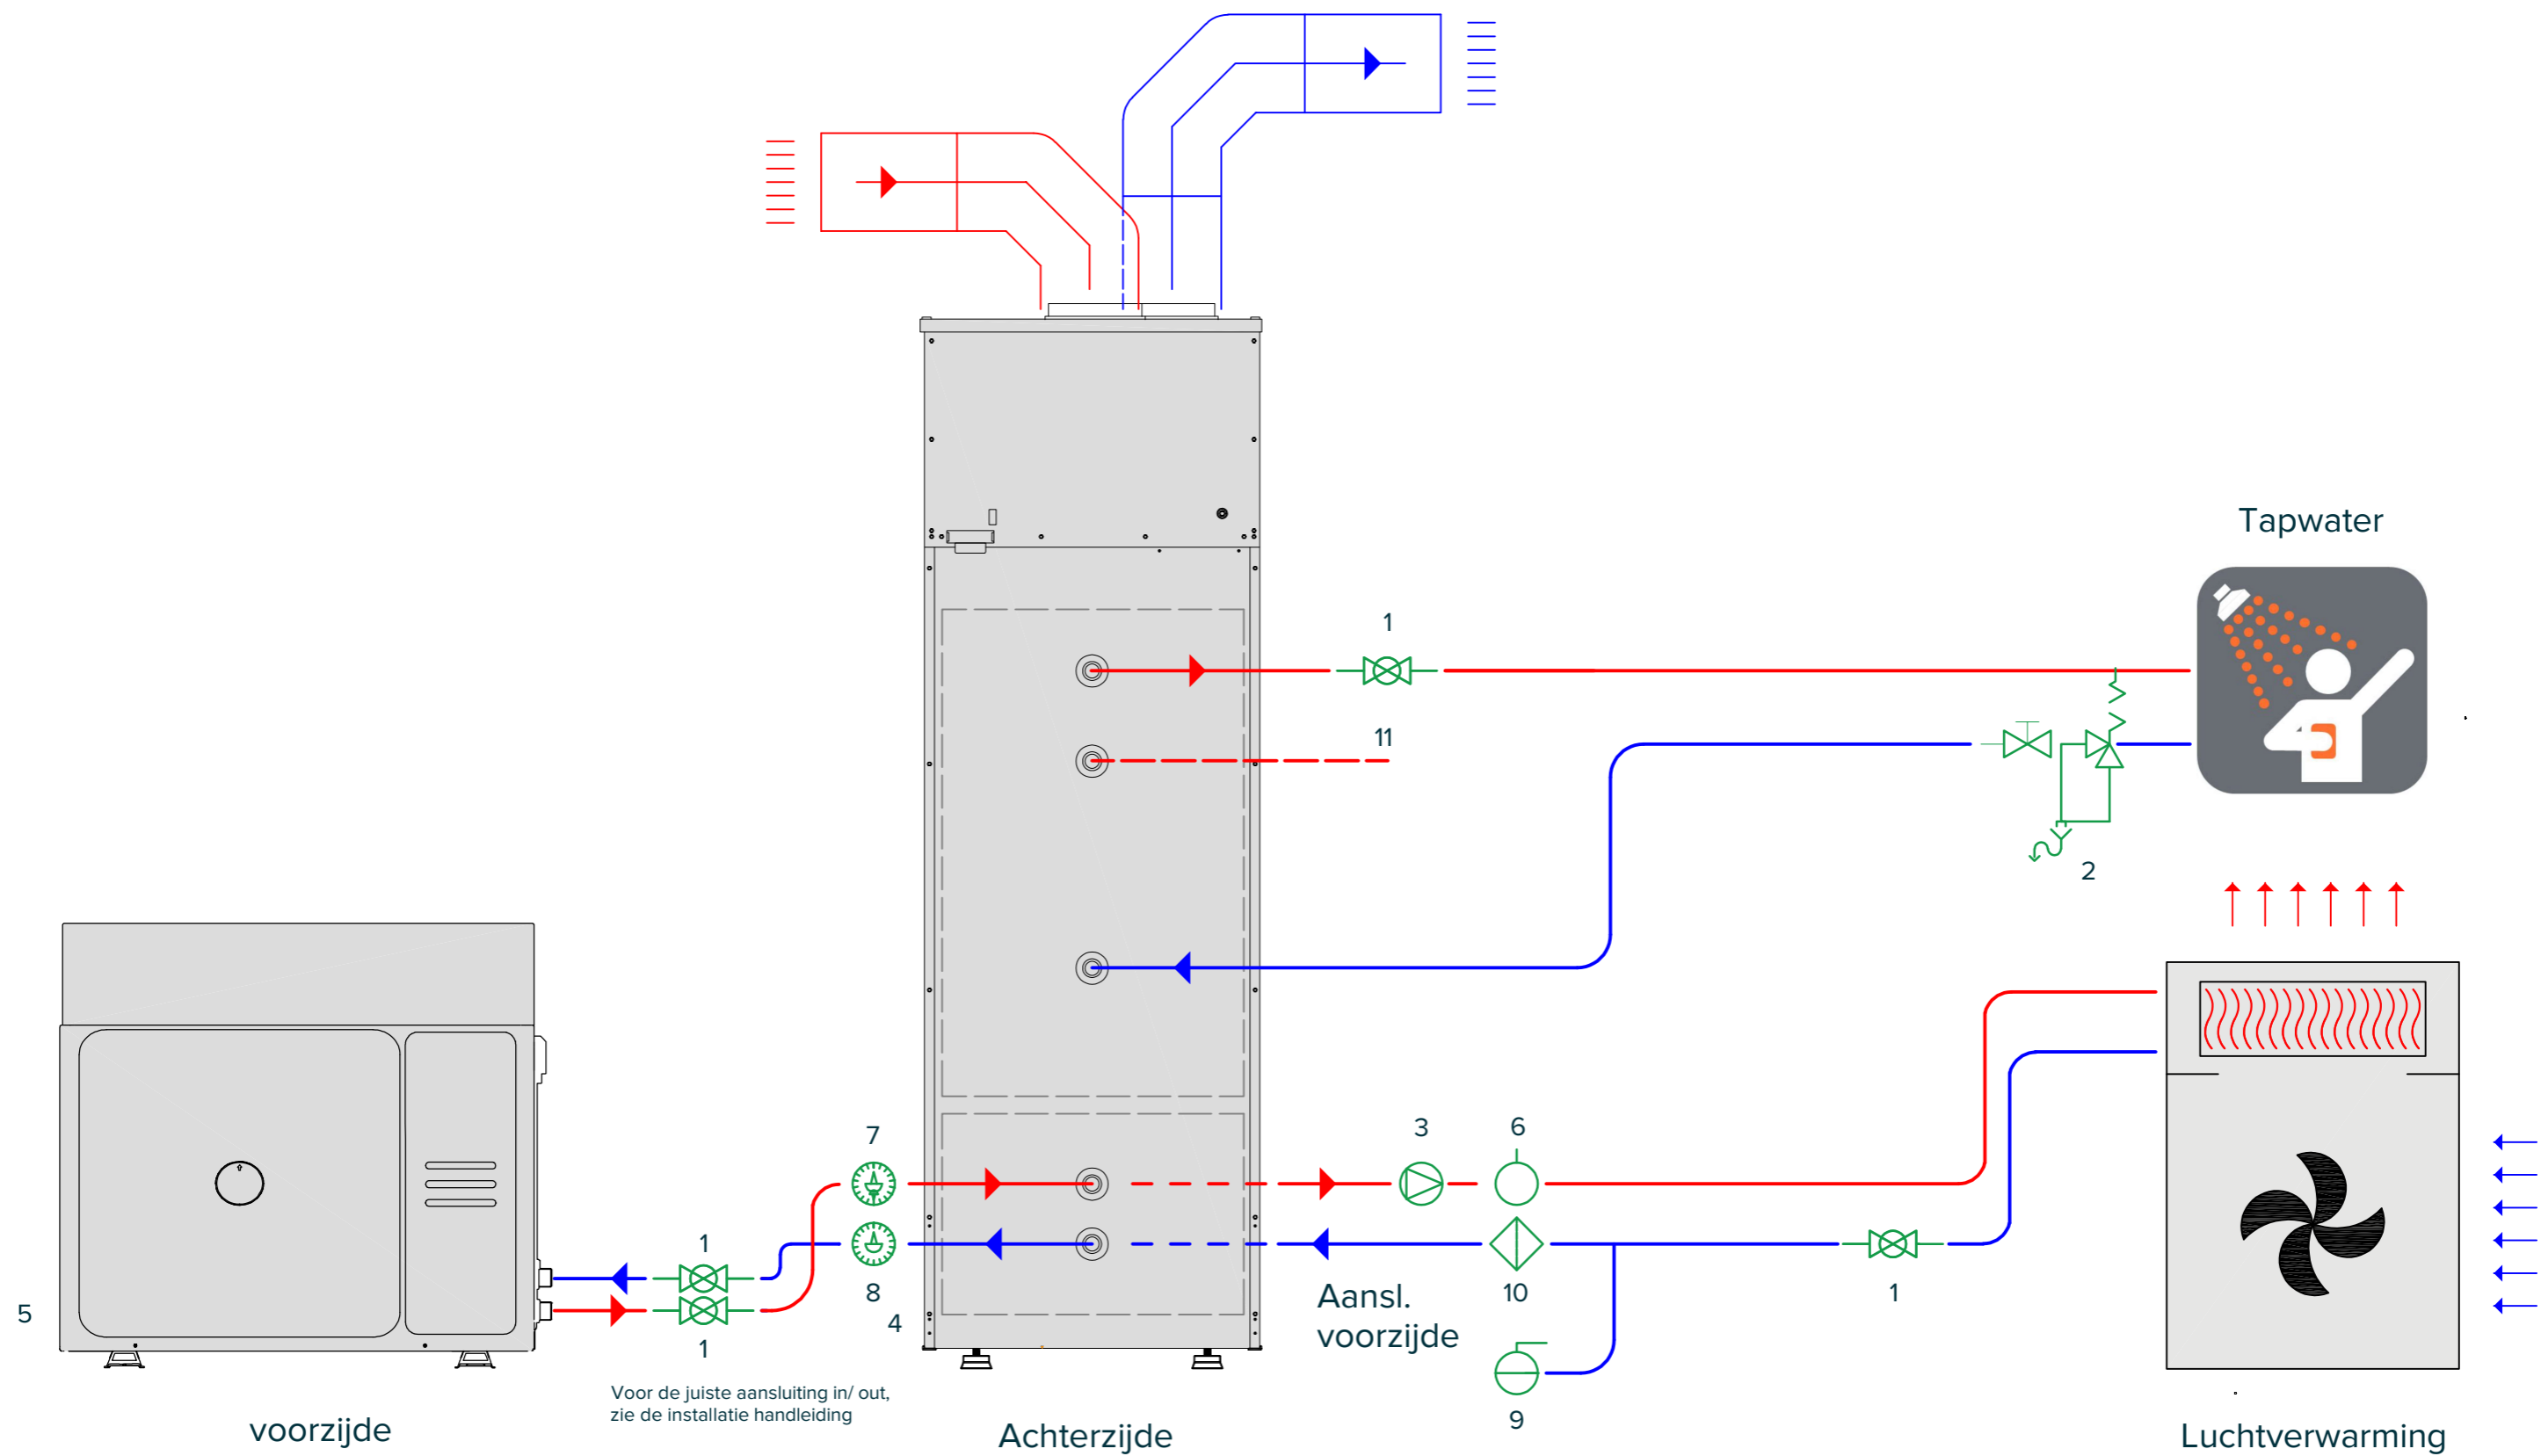 Tapwater
1
11
2
7
3
6
1
8
10
1
5
4
Aansl.
voorzijde
1
9
Voor de juiste aansluiting in/ out,
zie de installatie handleiding
voorzijde
Achterzijde
Luchtverwarming